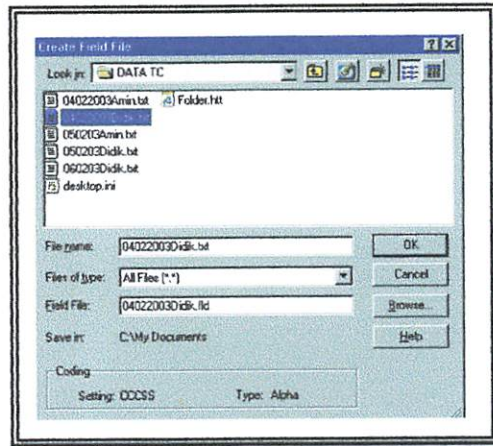 Create Field File
Look in: DATA TC
04022003Amin.txt Folder.htt
04022003Didik.txt
050203Amin.txt
050203Didik.txt
060203Didik.txt
desktop.ini
File name: 04022003Didik.txt OK
Files of type: All Files (*.*) Cancel
Field File: 04022003Didik.fld Browse...
Save in: C:\My Documents Help
Coding
Setting: CCCSS Type: Alpha